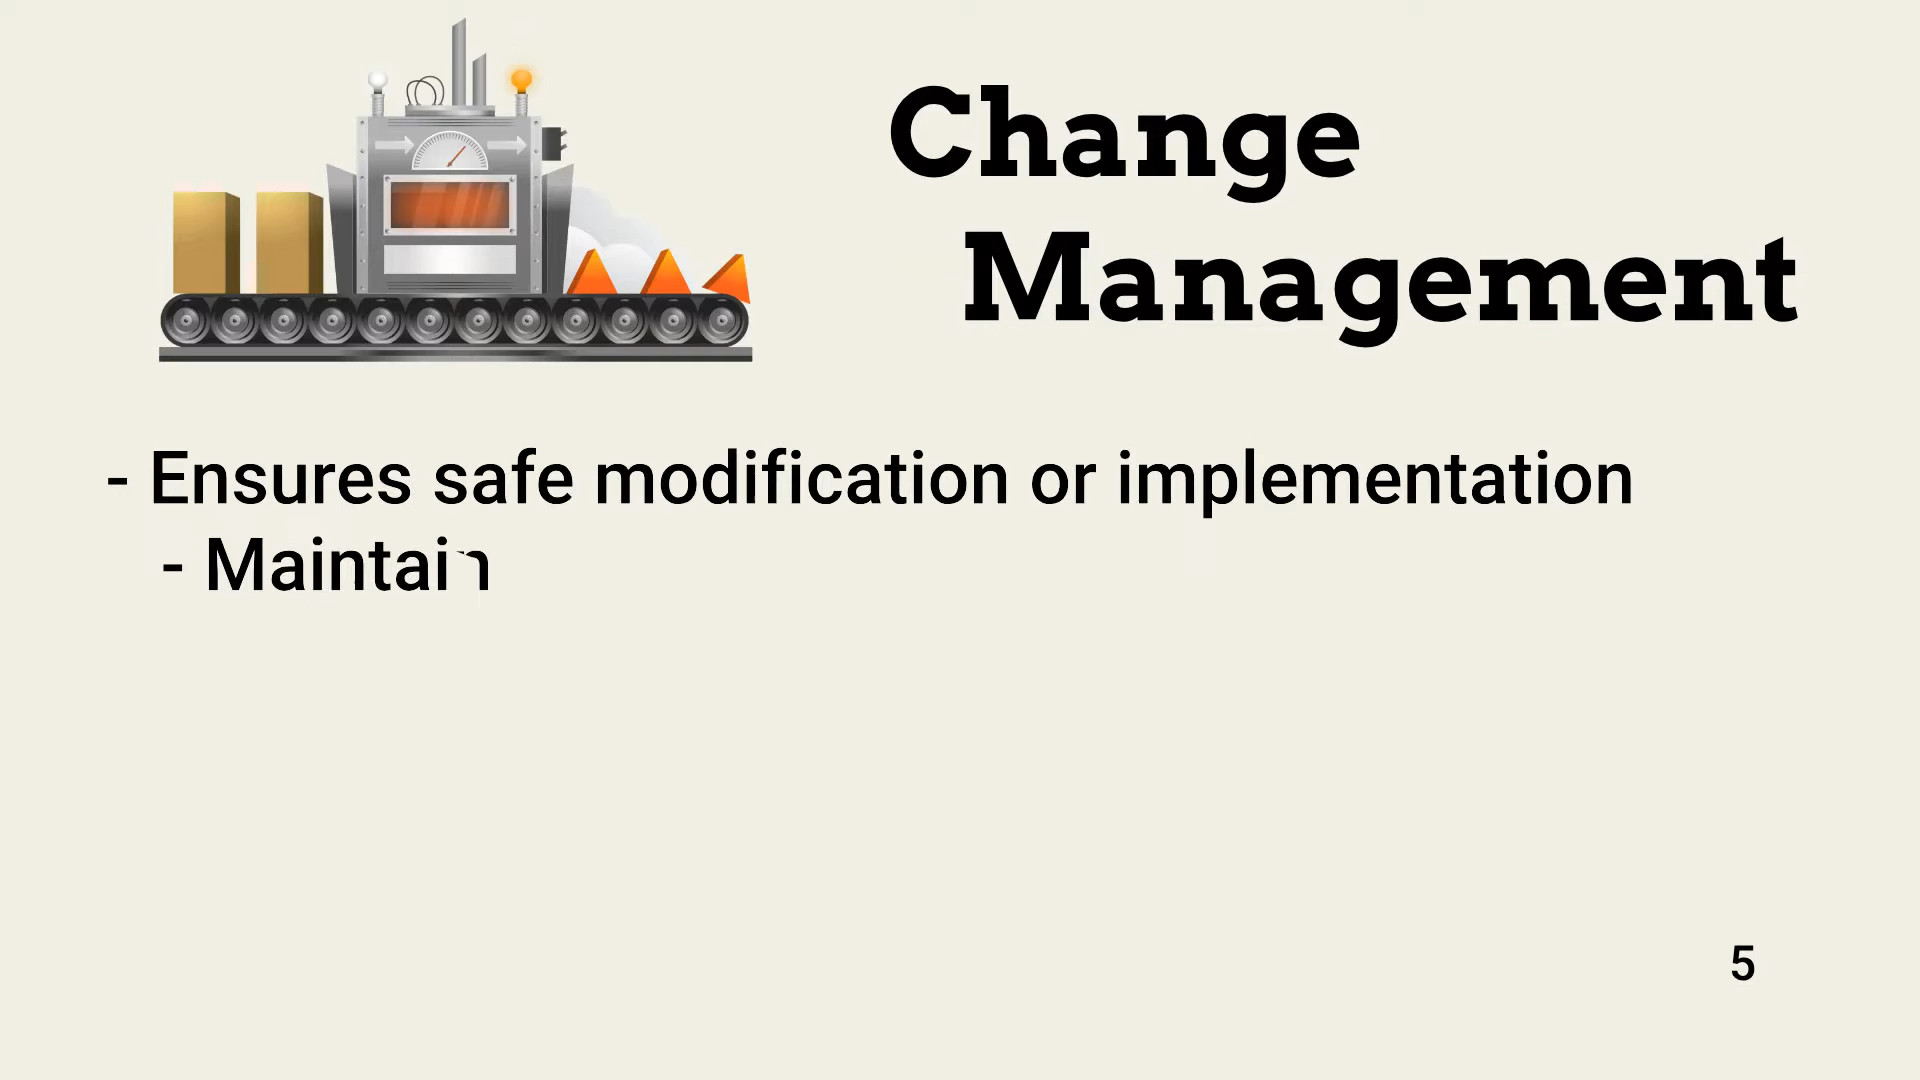 Change
Management
- Ensures safe modification or implementation
- Maintain
5